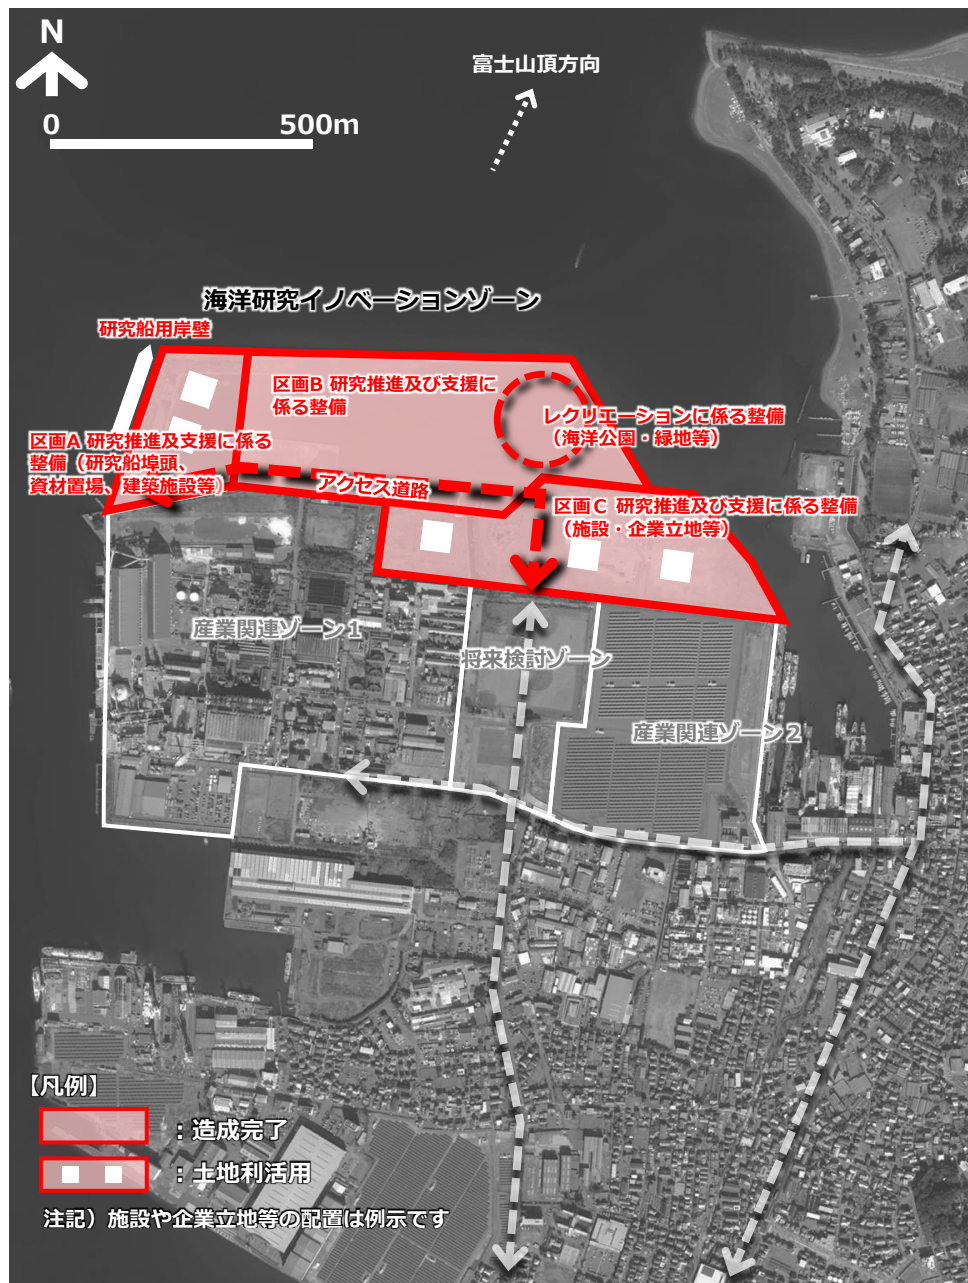 N
0 500m
富士山頂方向
海洋研究イノベーションゾーン
研究船用岸壁
区画B 研究推進及び支援に
係る整備
レクリエーションに係る整備
（海洋公園・緑地等）
区画A 研究推進及支援に係る
整備（研究船埠頭、
資材置場、建築施設等）
アクセス道路
区画Ｃ 研究推進及び支援に係る整備
（施設・企業立地等）
産業関連ゾーン１
将来検討ゾーン
産業関連ゾーン２
【凡例】
：造成完了
：土地利活用
注記）施設や企業立地等の配置は例示です